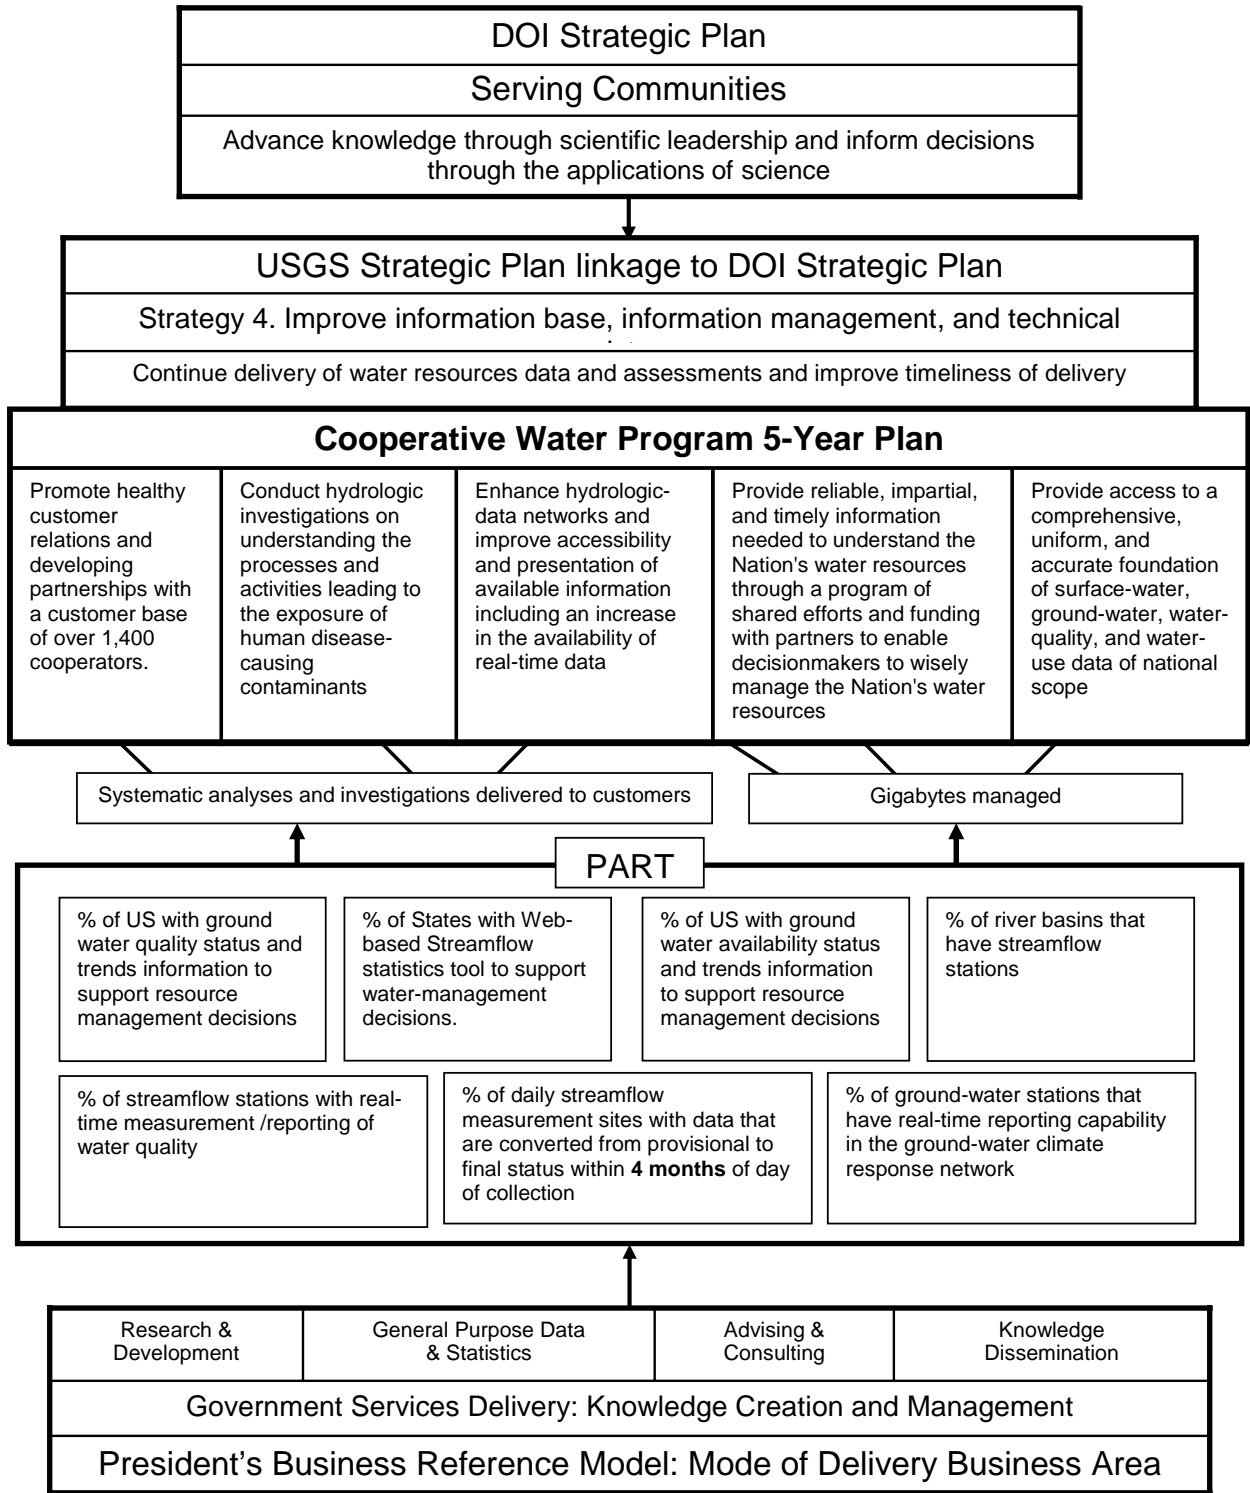 DOI Strategic Plan
Serving Communities
Advance knowledge through scientific leadership and inform decisions
through the applications of science
USGS Strategic Plan linkage to DOI Strategic Plan
Strategy 4. Improve information base, information management, and technical
Continue delivery of water resources data and assessments and improve timeliness of delivery
Cooperative Water Program 5-Year Plan
Promote healthy
customer
relations and
developing
partnerships with
a customer base
of over 1,400
cooperators.
Conduct hydrologic
investigations on
understanding the
processes and
activities leading to
the exposure of
human disease-
causing
contaminants
Enhance hydrologic-
data networks and
improve accessibility
and presentation of
available information
including an increase
in the availability of
real-time data
Provide reliable, impartial,
and timely information
needed to understand the
Nation's water resources
through a program of
shared efforts and funding
with partners to enable
decisionmakers to wisely
manage the Nation's water
resources
Provide access to a
comprehensive,
uniform, and
accurate foundation
of surface-water,
ground-water, water-
quality, and water-
use data of national
scope
Systematic analyses and investigations delivered to customers
Gigabytes managed
PART
% of US with ground
water quality status and
trends information to
support resource
management decisions
% of States with Web-
based Streamflow
statistics tool to support
water-management
decisions.
% of US with ground
water availability status
and trends information
to support resource
management decisions
% of river basins that
have streamflow
stations
% of streamflow stations with real-
time measurement /reporting of
water quality
% of daily streamflow
measurement sites with data that
are converted from provisional to
final status within 4 months of day
of collection
% of ground-water stations that
have real-time reporting capability
in the ground-water climate
response network
Research &
Development
General Purpose Data
& Statistics
Advising &
Consulting
Knowledge
Dissemination
Government Services Delivery: Knowledge Creation and Management
President's Business Reference Model: Mode of Delivery Business Area